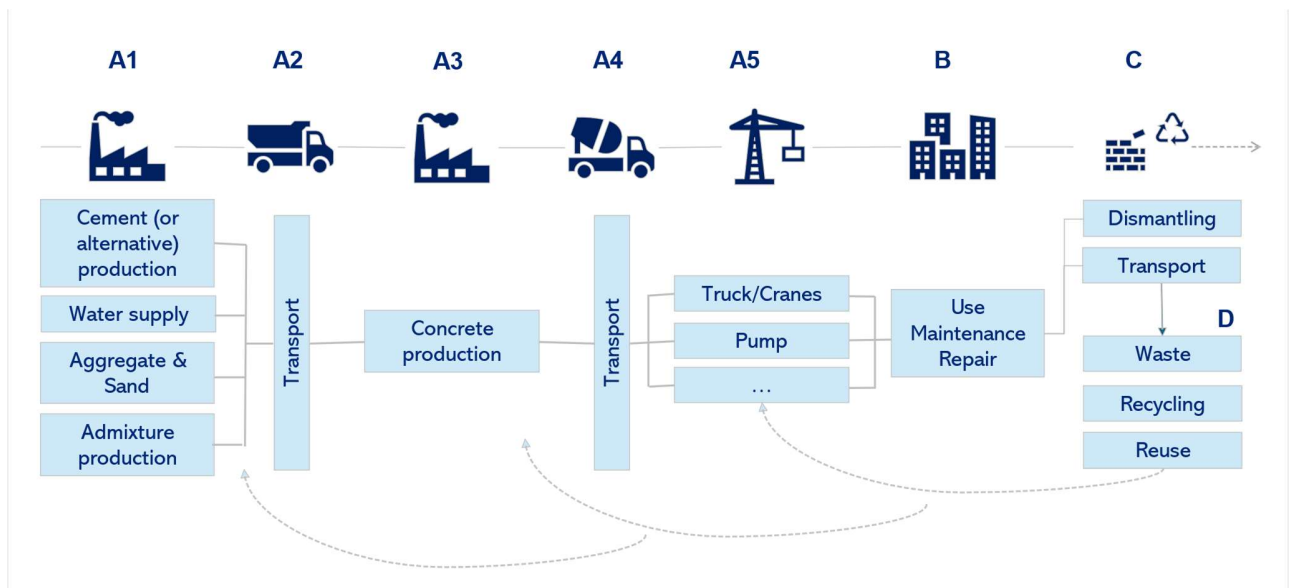 A1
A2
A3
A4
A5
B
C
Cement (or
alternative)
production
Water supply
Aggregate &
Sand
Admixture
production
Transport
Concrete
production
Transport
Truck/Cranes
Pump
...
Use
Maintenance
Repair
Dismantling
Transport
D
Waste
Recycling
Reuse